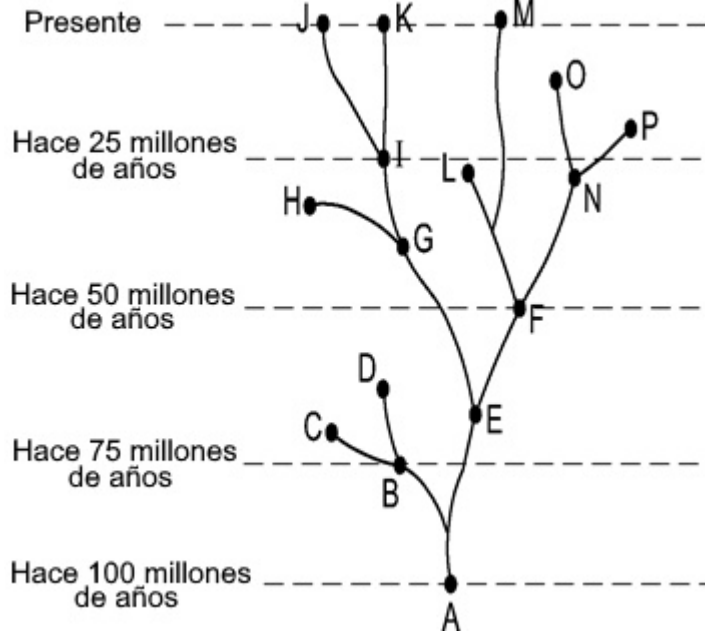 Presente
J
K
M
O
P
Hace 25 millones
de años
I
L
N
H
G
Hace 50 millones
de años
F
D
C
E
Hace 75 millones
de años
B
Hace 100 millones
de años
A